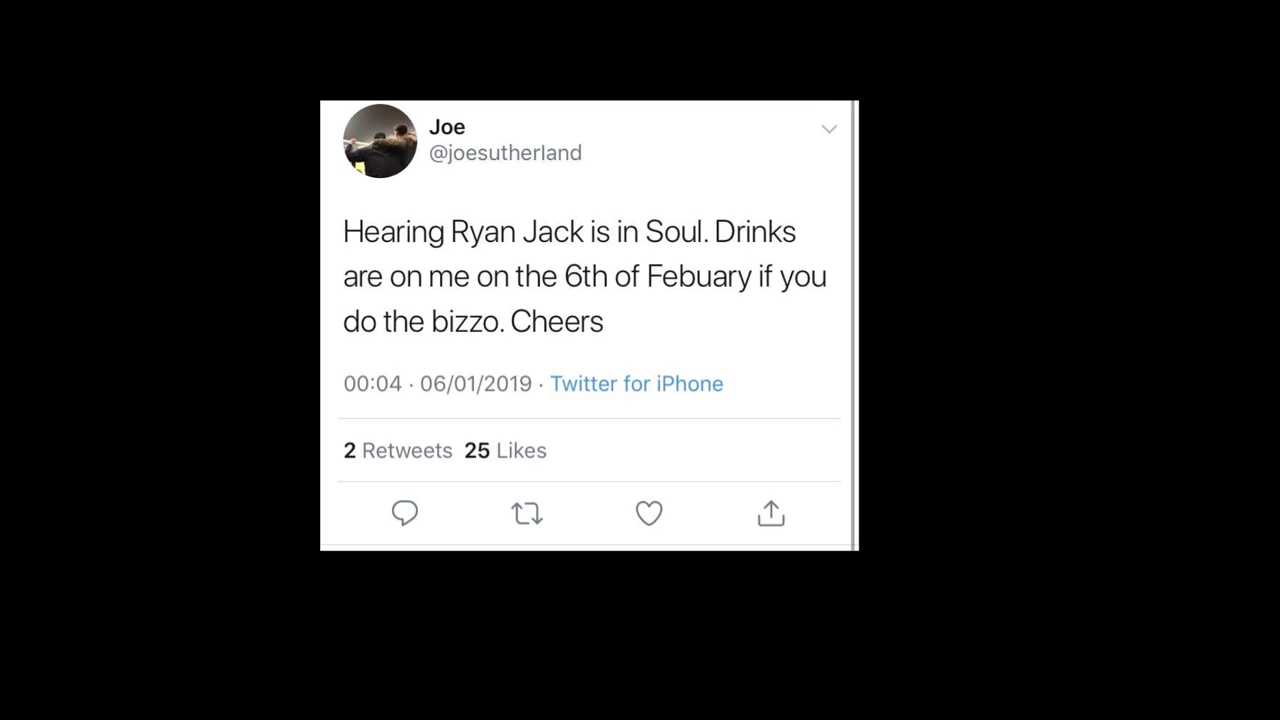 Joe
@joesutherland
Hearing Ryan Jack is in Soul. Drinks
are on me on the 6th of Febuary if you
do the bizzo. Cheers
00:04 · 06/01/2019 · Twitter for iPhone
2 Retweets 25 Likes